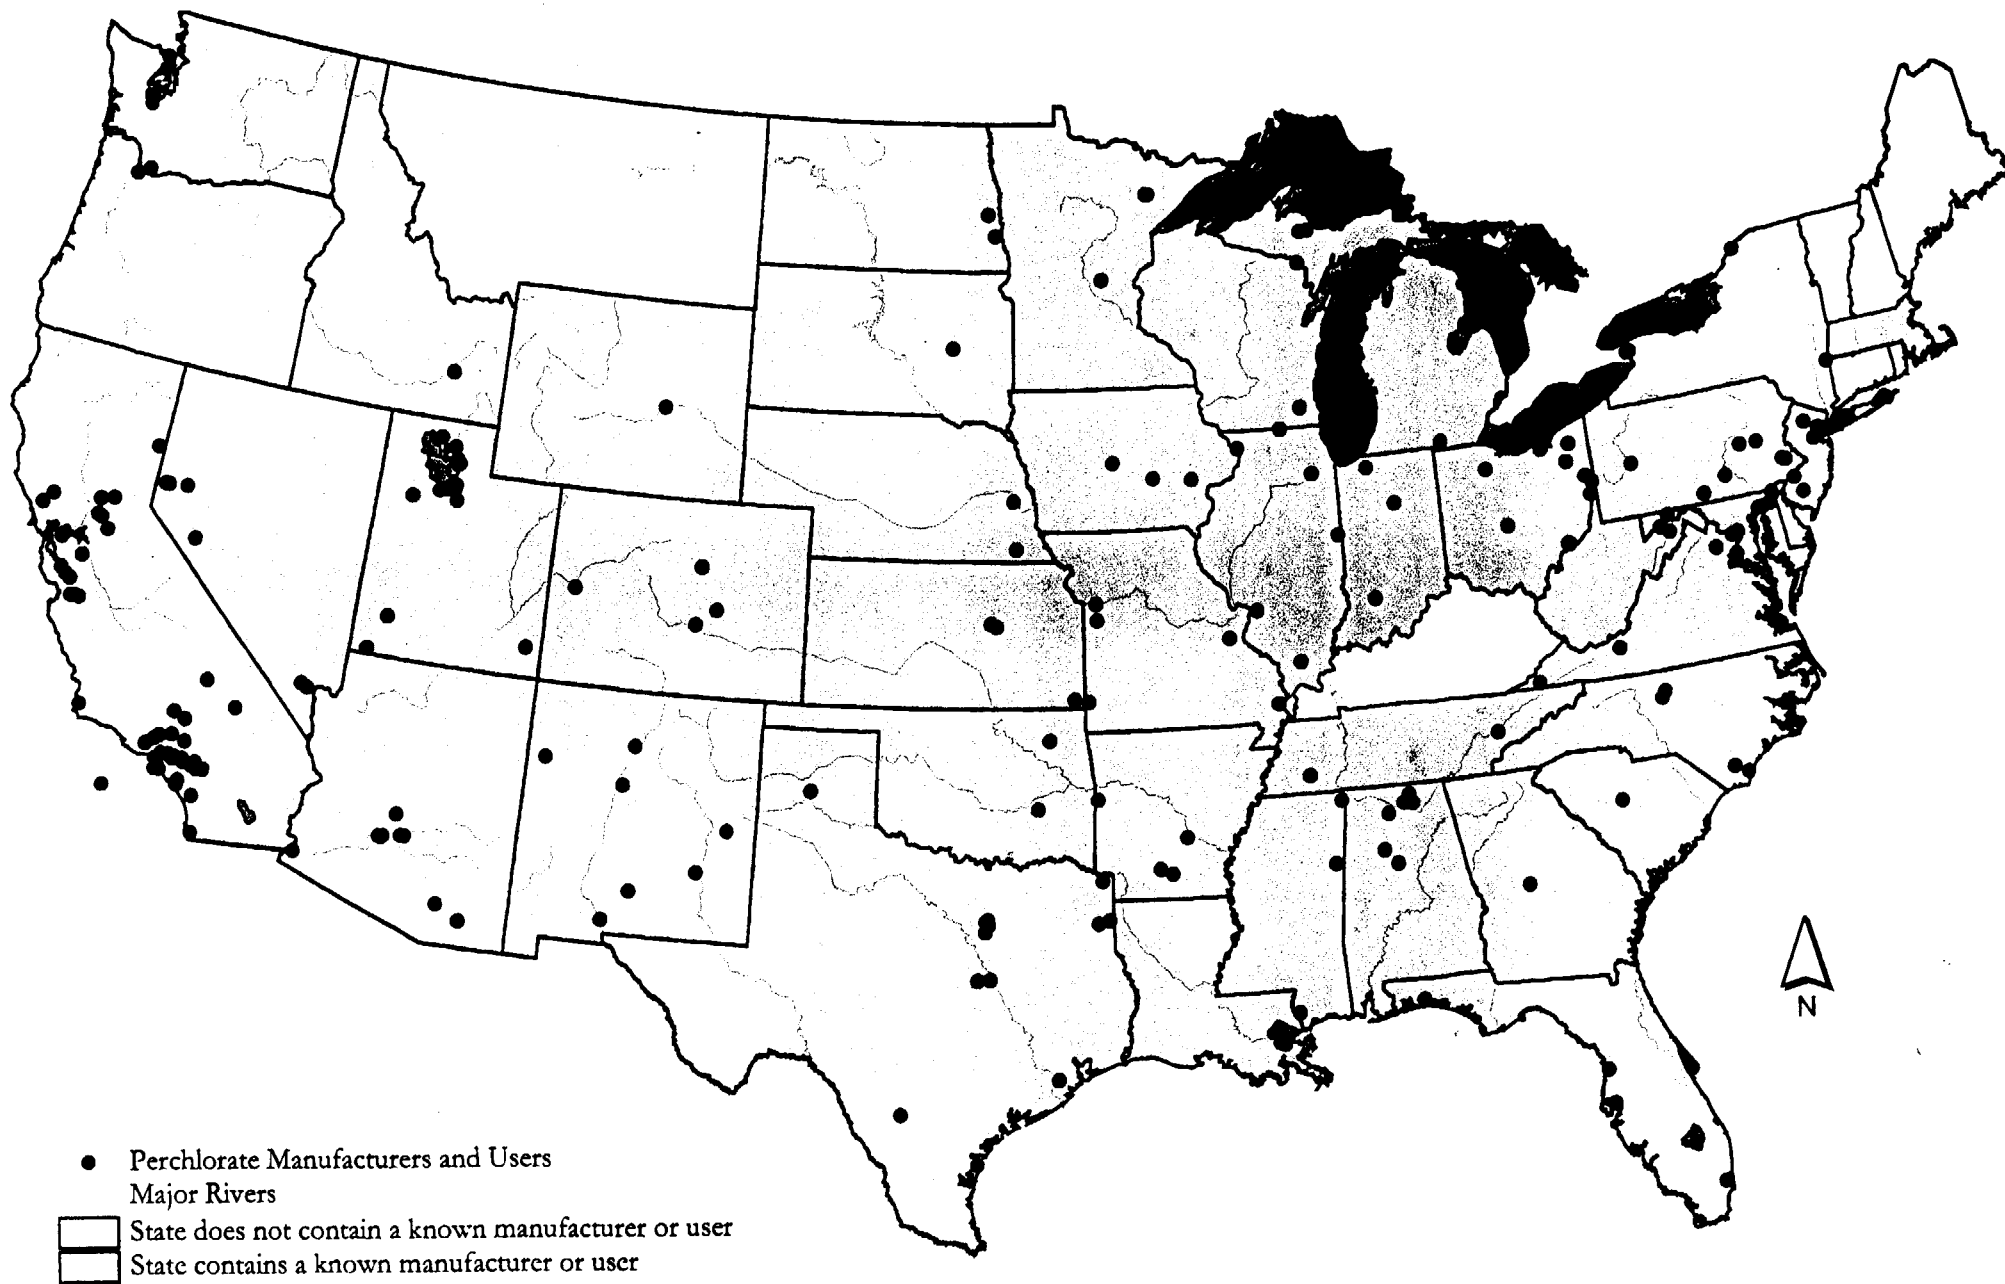 N
Perchlorate Manufacturers and Users
Major Rivers
State does not contain a known manufacturer or user
State contains a known manufacturer or user